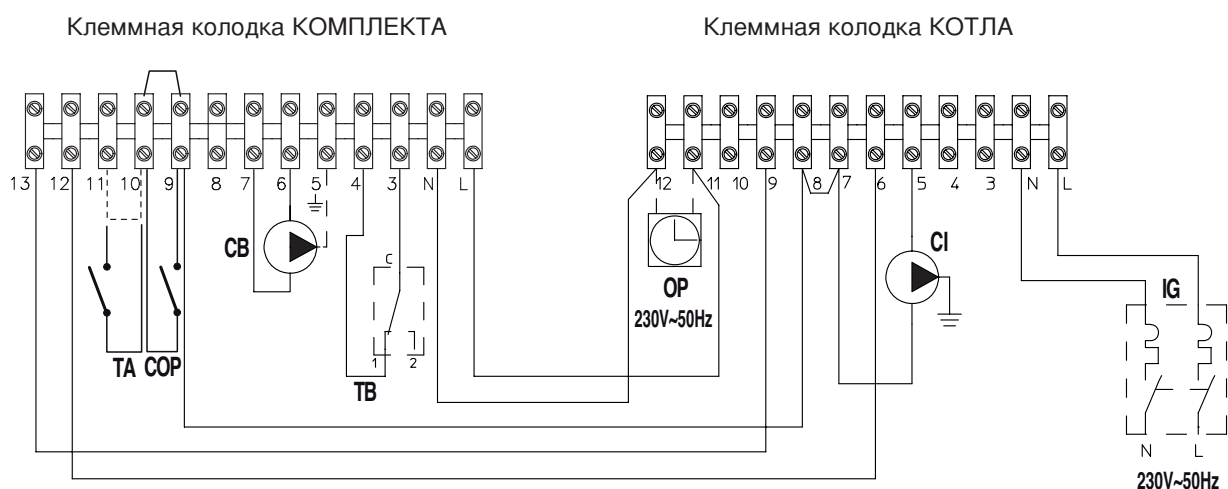 Клеммная колодка КОМПЛЕКТА Клеммная колодка КОТЛА
13 12 11 10 9 8 7 6 5 4 3 N L 12 11 10 9 8 7 6 5 4 3 N L
CB
C
CI
OP
230V~50Hz
IG
1 2
TA COP
TB
N L
230V~50Hz